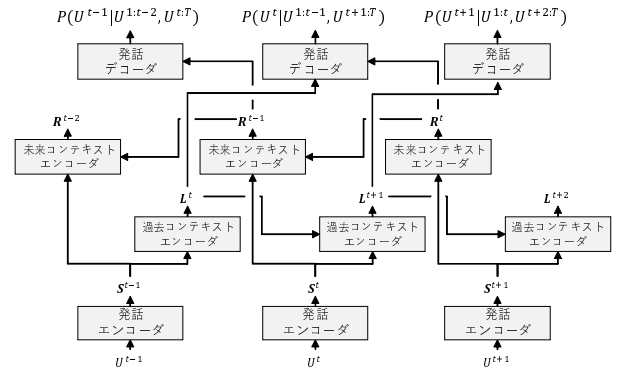 P(U^{t-1}|U^{1:t-2}, U^{t:T}) P(U^{t}|U^{1:t-1}, U^{t+1:T}) P(U^{t+1}|U^{1:t}, U^{t+2:T})
発話 発話 発話
デコーダ デコーダ デコーダ
R^{t-2} R^{t-1} R^{t}
未来コンテキスト 未来コンテキスト 未来コンテキスト
エンコーダ エンコーダ エンコーダ
L^{t} L^{t+1} L^{t+2}
過去コンテキスト 過去コンテキスト 過去コンテキスト
エンコーダ エンコーダ エンコーダ
S^{t-1} S^{t} S^{t+1}
発話 発話 発話
エンコーダ エンコーダ エンコーダ
U^{t-1} U^{t} U^{t+1}